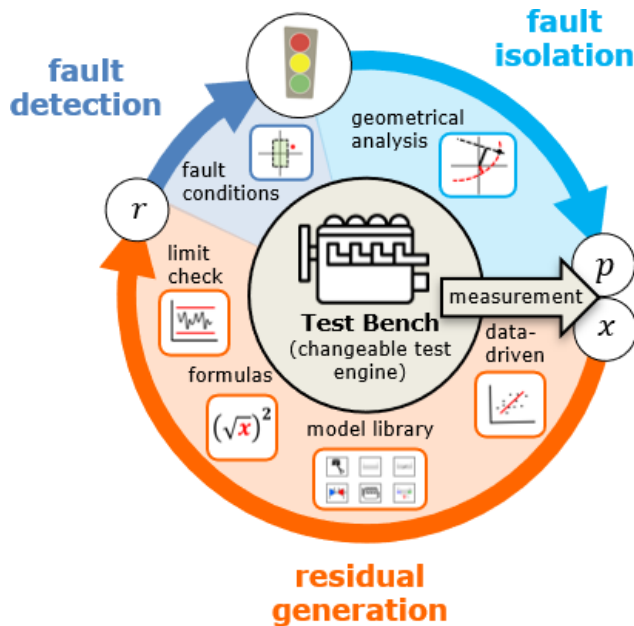 fault
isolation
fault
detection
geometrical
analysis
fault
conditions
r
limit
check
p
measurement
x
Test Bench
(changeable test
engine)
data-
driven
formulas
(√x)²
model library
residual
generation